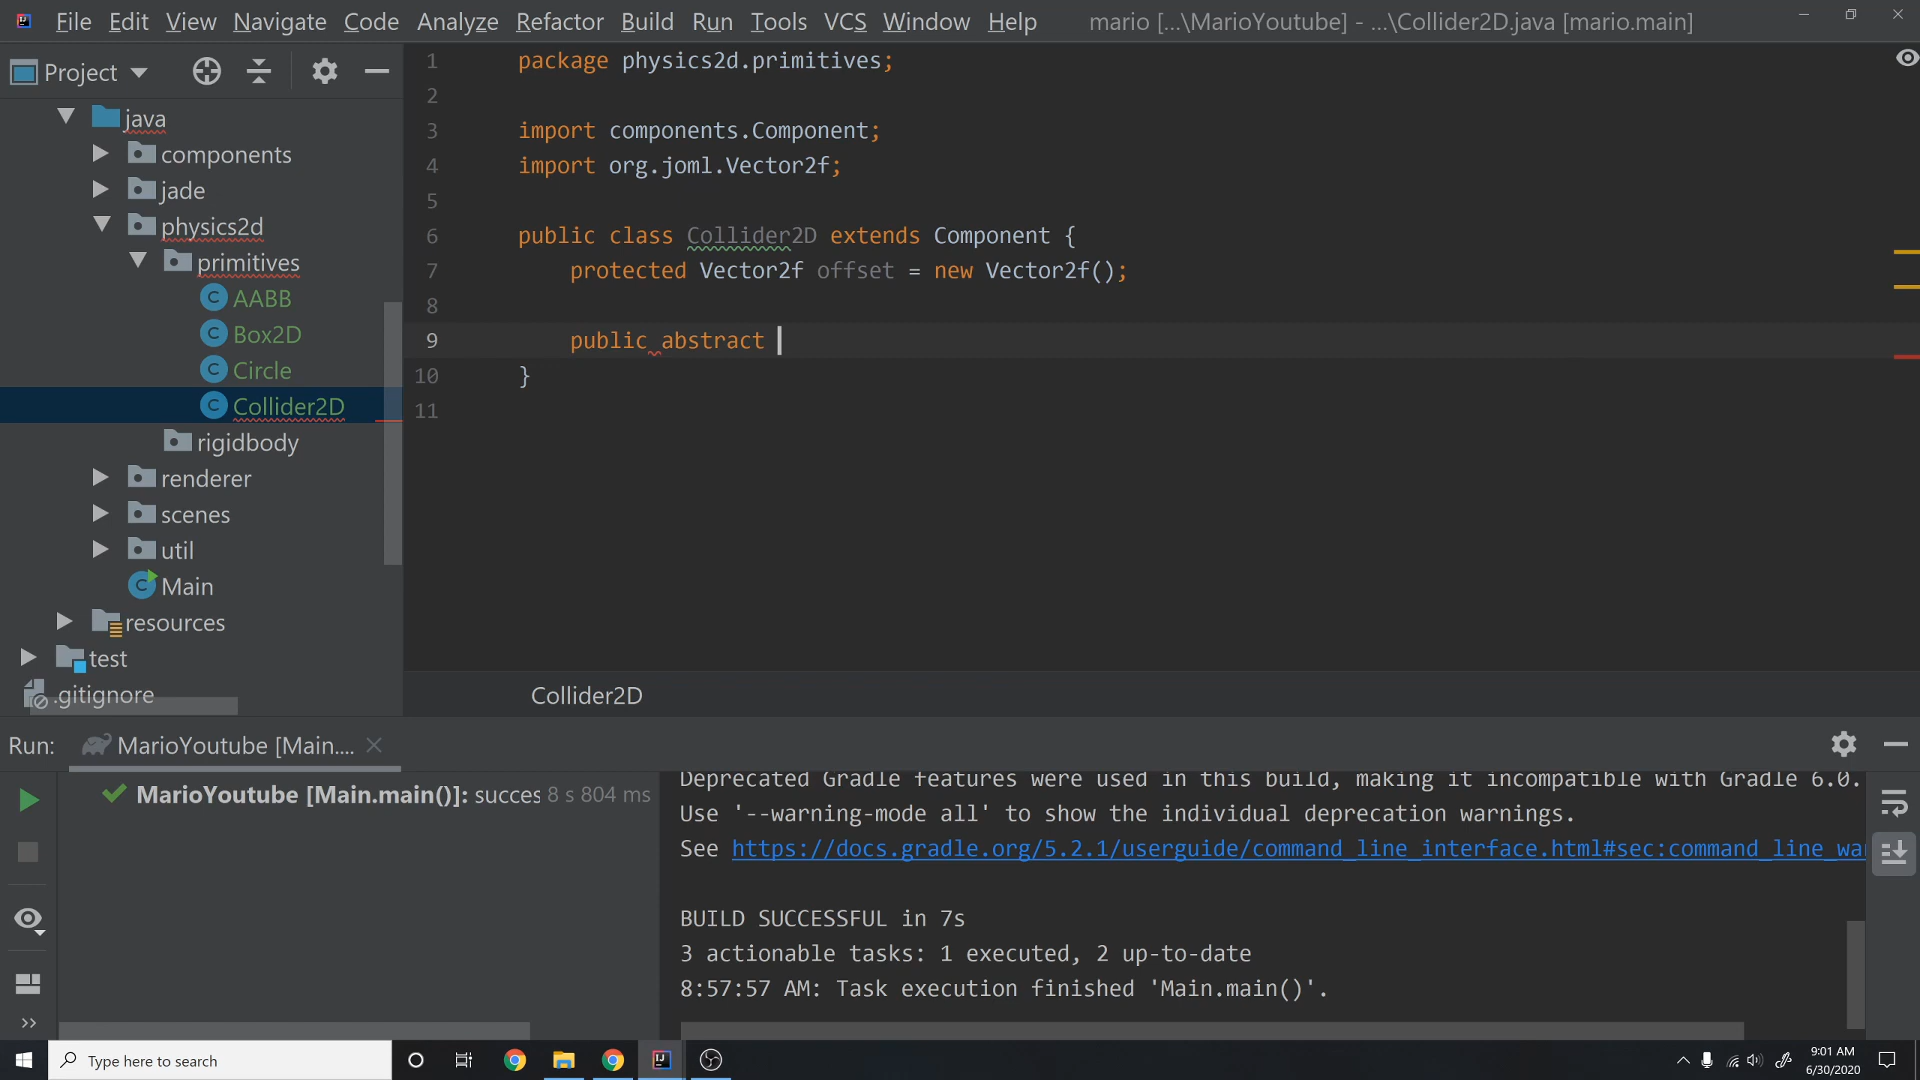 File Edit View Navigate Code Analyze Refactor Build Run Tools VCS Window Help mario [...\MarioYoutube] - ...\Collider2D.java [mario.main]
Project
java
components
jade
physics2d
primitives
AABB
Box2D
Circle
Collider2D
rigidbody
renderer
scenes
util
Main
resources
test
.gitignore
1 package physics2d.primitives;
2
3 import components.Component;
4 import org.joml.Vector2f;
5
6 public class Collider2D extends Component {
7 protected Vector2f offset = new Vector2f();
8
9 public abstract
10 }
11
Collider2D
Run: MarioYoutube [Main....
MarioYoutube [Main.main()]: succes 8 s 804 ms
Deprecated Gradle features were used in this build, making it incompatible with Gradle 6.0.
Use '--warning-mode all' to show the individual deprecation warnings.
See https://docs.gradle.org/5.2.1/userguide/command_line_interface.html#sec:command_line_wa
BUILD SUCCESSFUL in 7s
3 actionable tasks: 1 executed, 2 up-to-date
8:57:57 AM: Task execution finished 'Main.main()'.
Type here to search
9:01 AM
6/30/2020